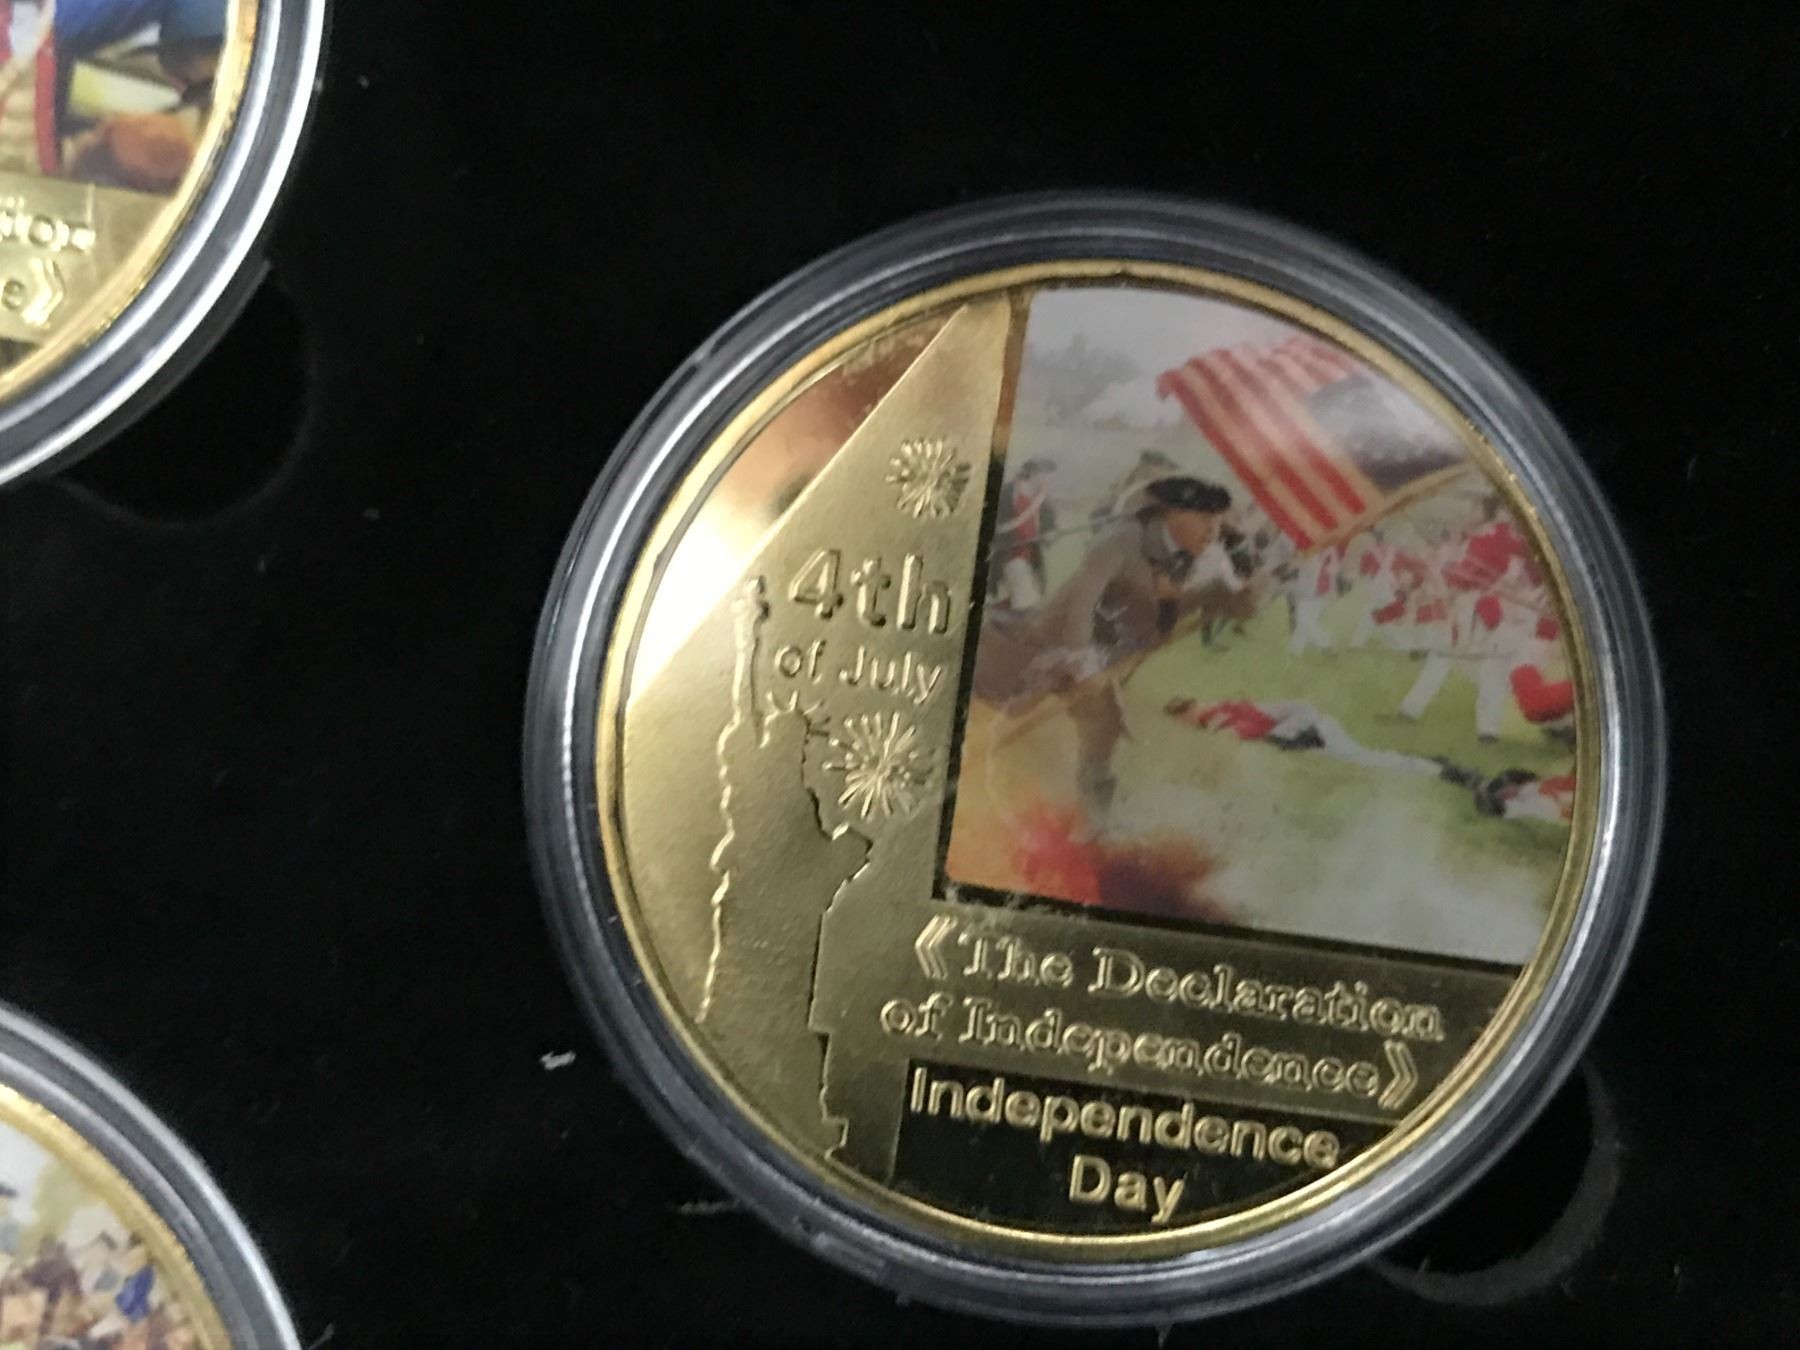 4th
of July
《The Declaration
of Independence》
Independence
Day